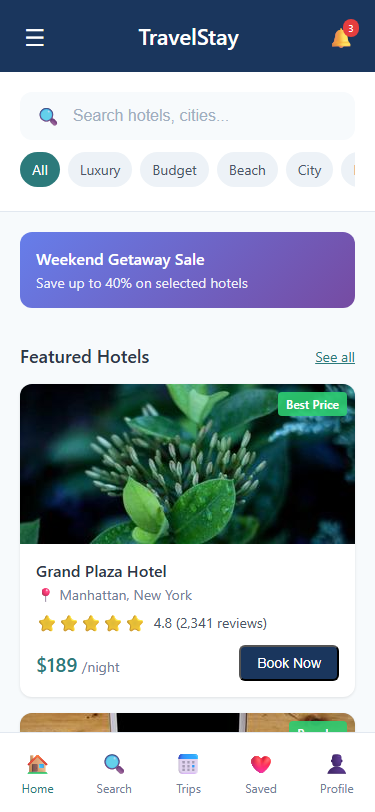 TravelStay
3
Search hotels, cities...
All
Luxury
Budget
Beach
City
Weekend Getaway Sale
Save up to 40% on selected hotels
Featured Hotels
See all
Best Price
Grand Plaza Hotel
Manhattan, New York
4.8 (2,341 reviews)
$189 /night
Book Now
Home
Search
Trips
Saved
Profile